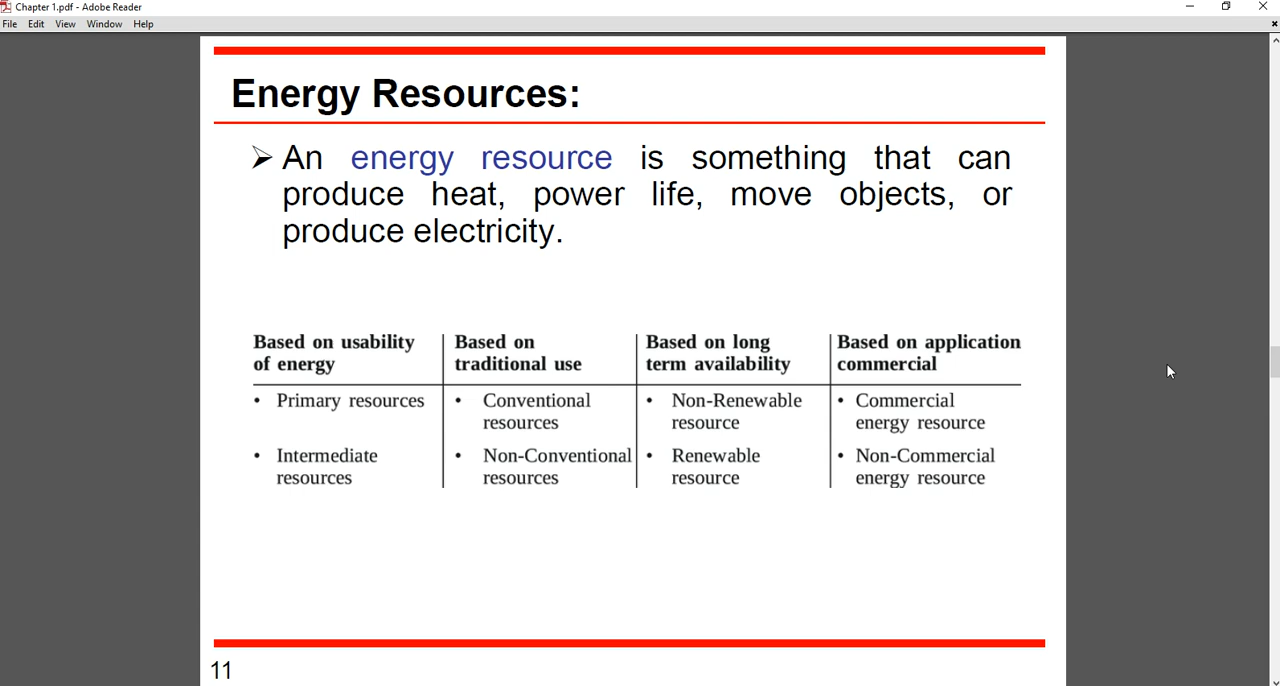 Chapter 1.pdf - Adobe Reader
File Edit View Window Help
Energy Resources:
An energy resource is something that can
produce heat, power life, move objects, or
produce electricity.
Based on usability
of energy
• Primary resources
• Intermediate
resources
Based on
traditional use
• Conventional
resources
• Non-Conventional
resources
Based on long
term availability
• Non-Renewable
resource
• Renewable
resource
Based on application
commercial
• Commercial
energy resource
• Non-Commercial
energy resource
11